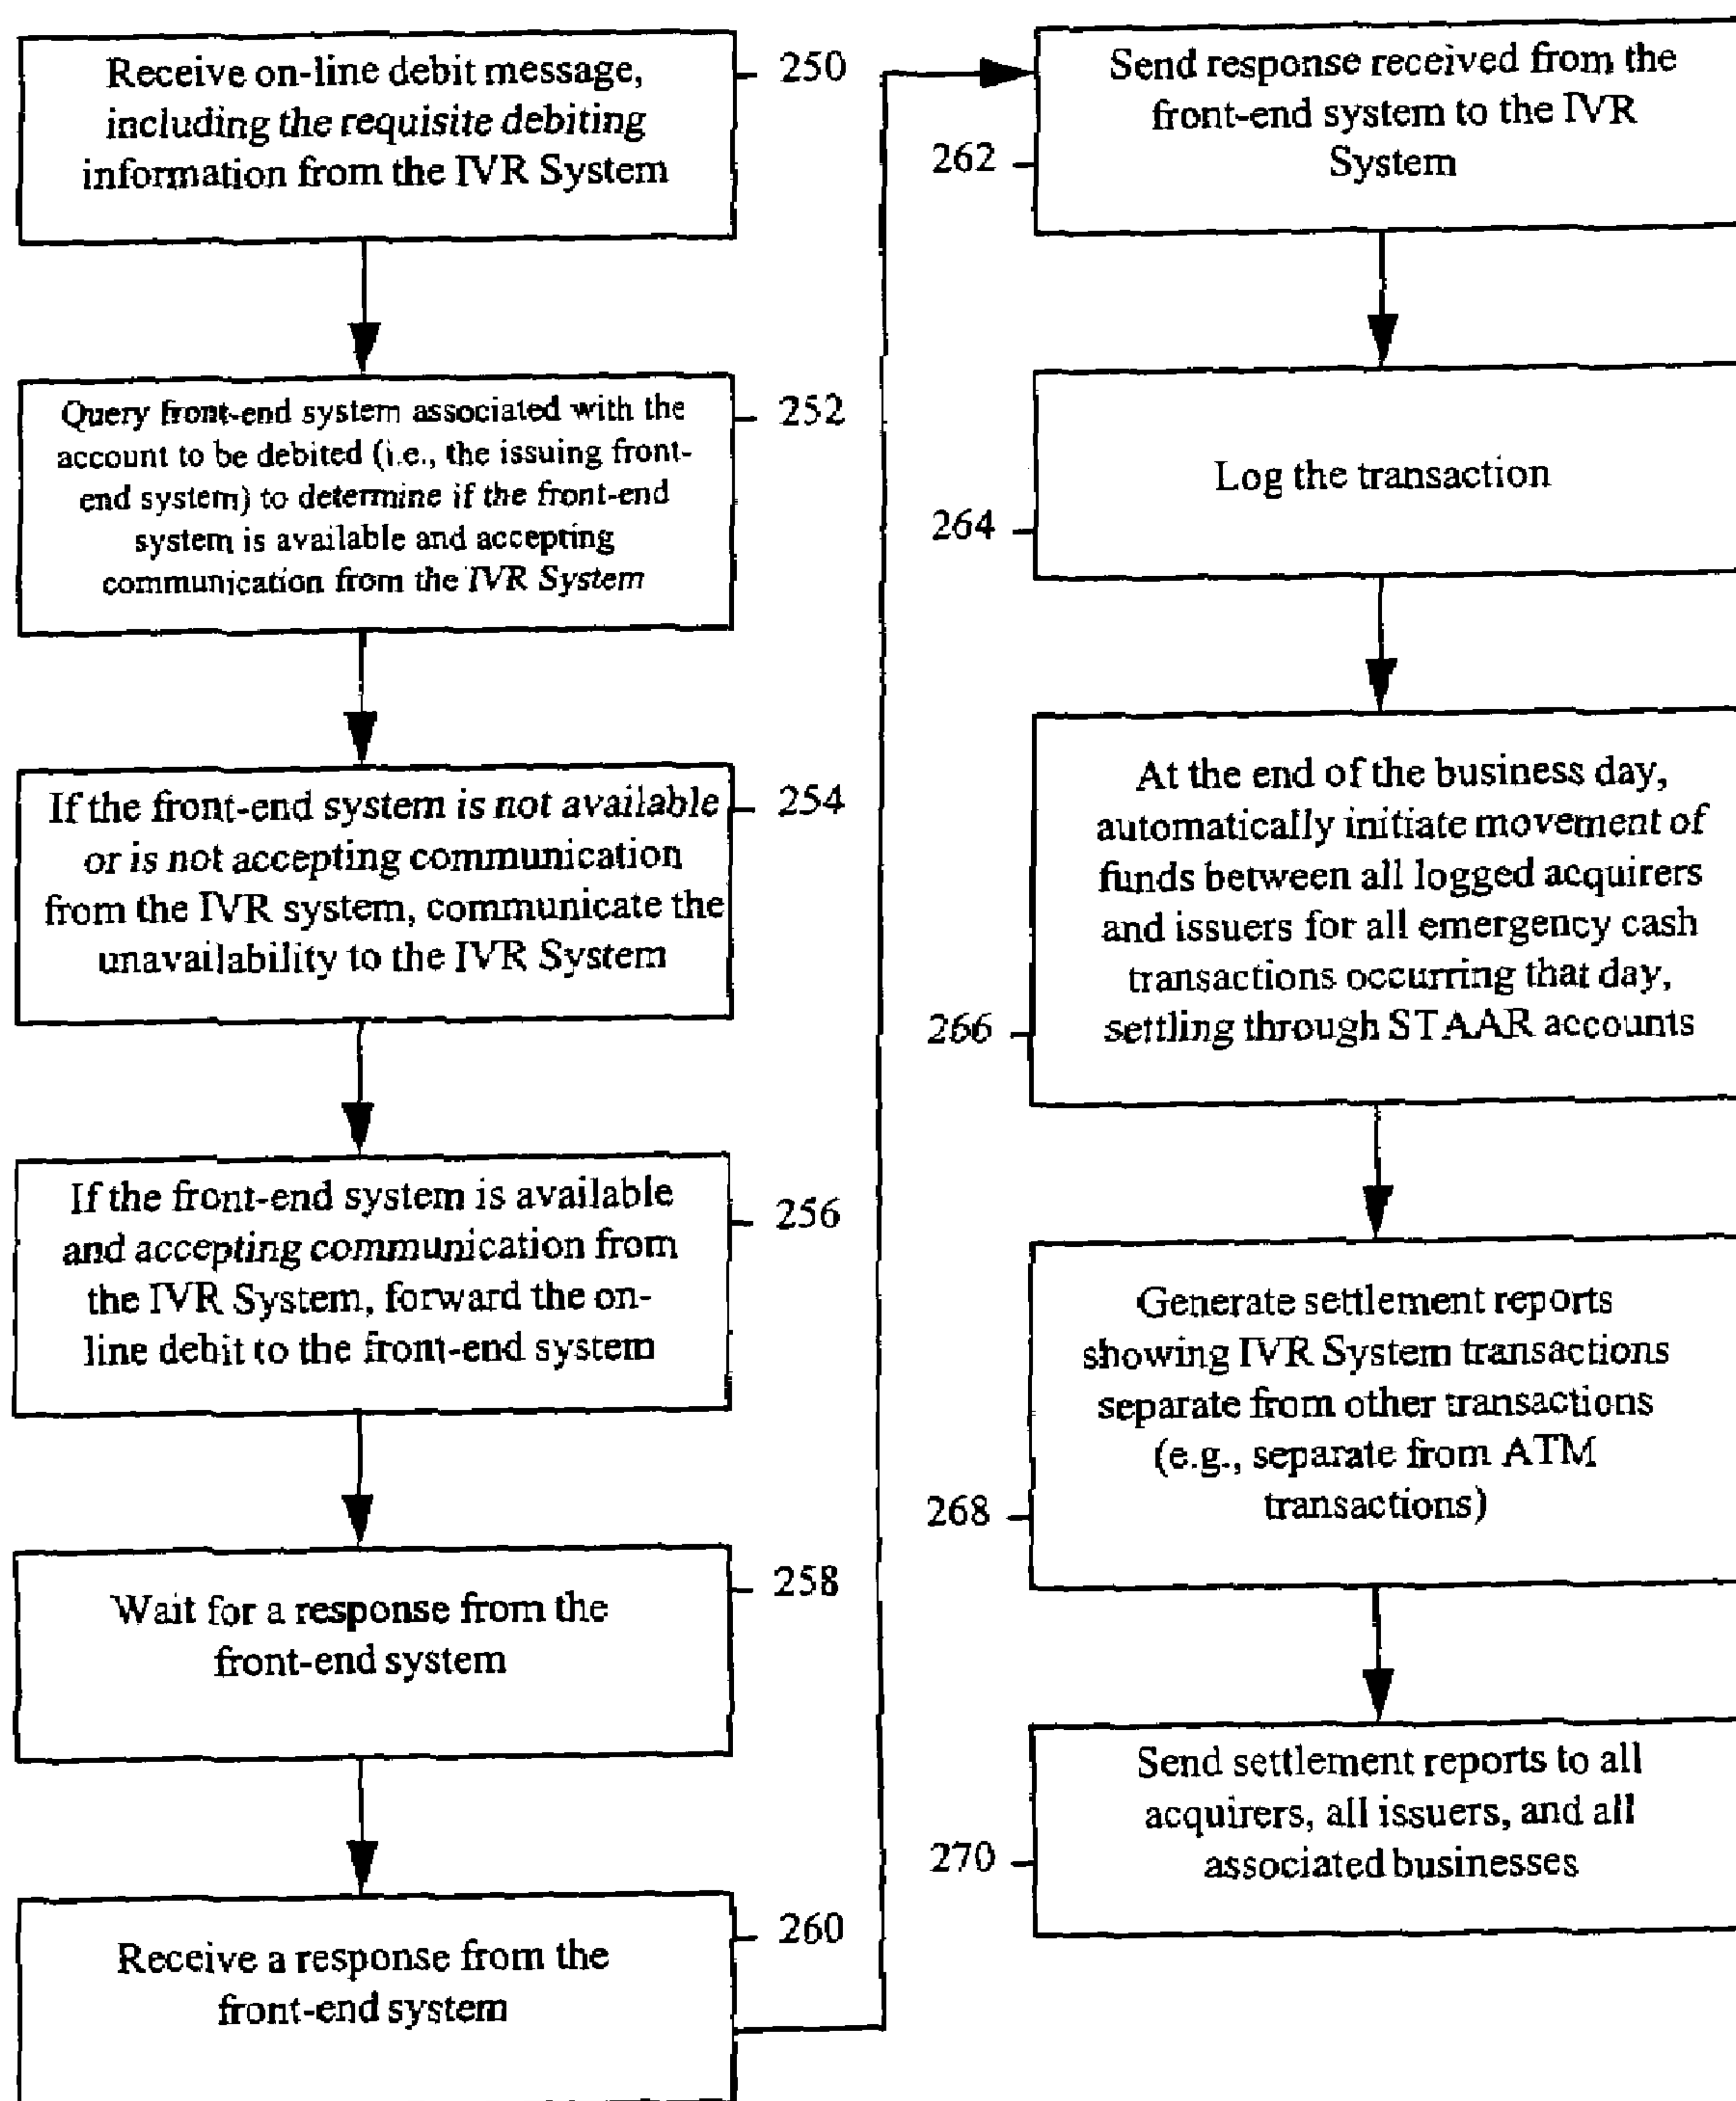 Receive on-line debit message,
including the requisite debiting
information from the IVR System
250
Query front-end system associated with the
account to be debited (i.e., the issuing front-
end system) to determine if the front-end
system is available and accepting
communication from the IVR System
252
If the front-end system is not available
or is not accepting communication
from the IVR system, communicate the
unavailability to the IVR System
254
If the front-end system is available
and accepting communication from
the IVR System, forward the on-
line debit to the front-end system
256
Wait for a response from the
front-end system
258
Receive a response from the
front-end system
260
Send response received from the
front-end system to the IVR
System
262
Log the transaction
264
At the end of the business day,
automatically initiate movement of
funds between all logged acquirers
and issuers for all emergency cash
transactions occurring that day,
settling through STAAR accounts
266
Generate settlement reports
showing IVR System transactions
separate from other transactions
(e.g., separate from ATM
transactions)
268
Send settlement reports to all
acquirers, all issuers, and all
associated businesses
270